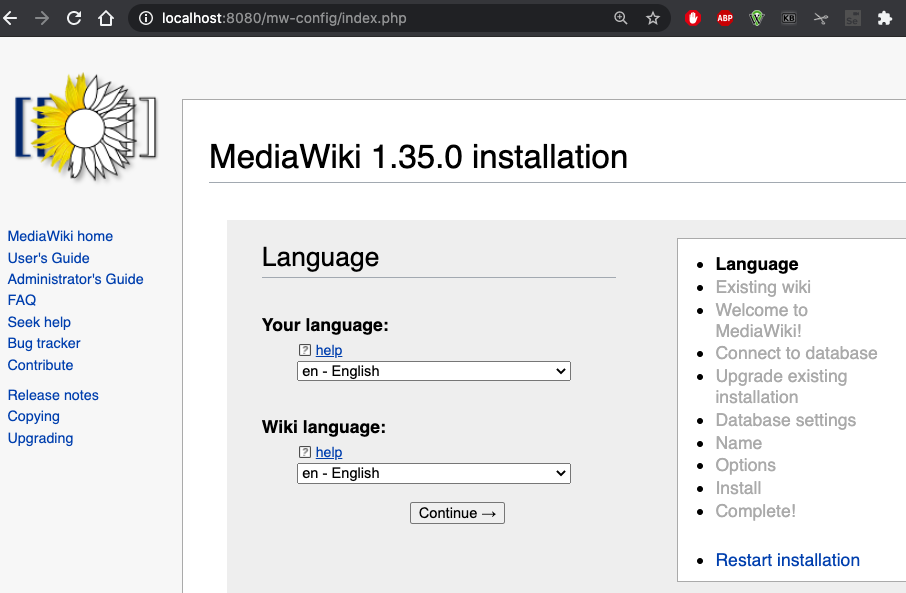 localhost:8080/mw-config/index.php
ABP
KB
MediaWiki 1.35.0 installation
MediaWiki home
User's Guide
Administrator's Guide
FAQ
Seek help
Bug tracker
Contribute
Release notes
Copying
Upgrading
Language
Your language:
? help
en - English
Wiki language:
? help
en - English
Continue →
• Language
• Existing wiki
• Welcome to
MediaWiki!
• Connect to database
• Upgrade existing
installation
• Database settings
• Name
• Options
• Install
• Complete!
• Restart installation